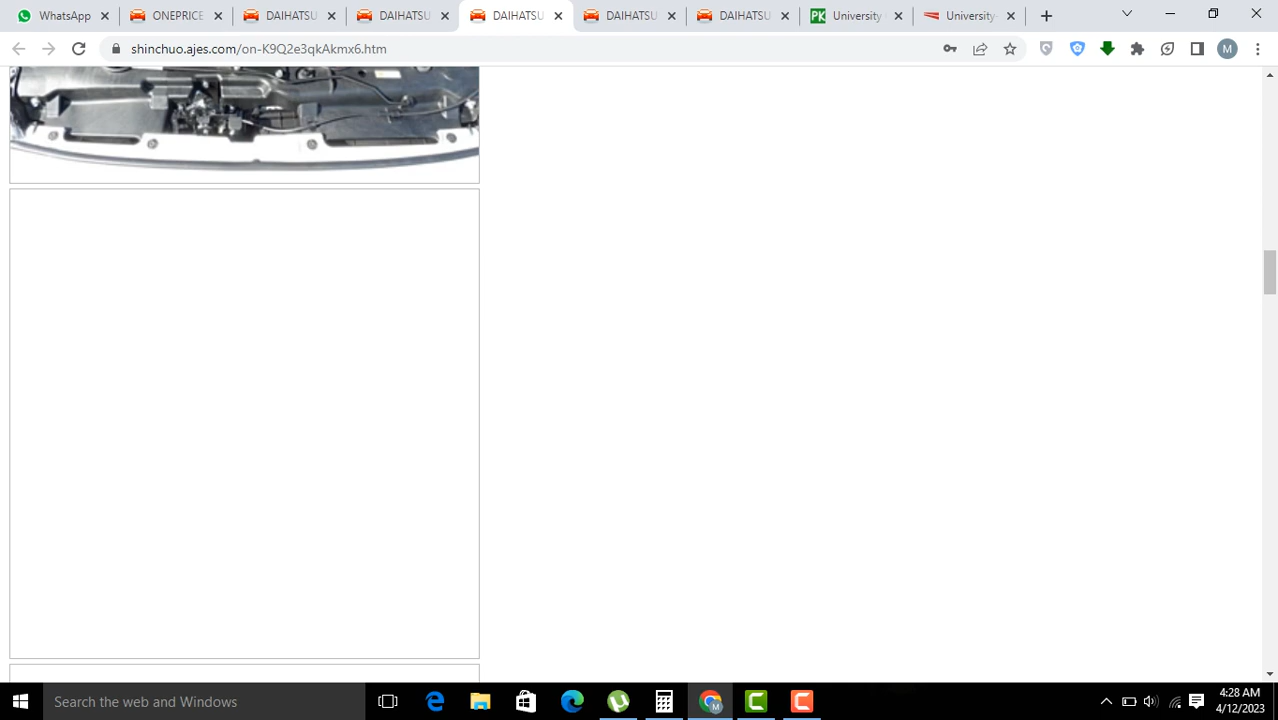 WhatsApp
ONEPRICE
DAIHATSU
DAIHATSU
DAIHATSU
DAIHATSU
DAIHATSU
PK University
University
shinchuo.ajes.com/on-K9Q2e3qkAkmx6.htm
M
Search the web and Windows
M
4:28 AM
4/12/2023